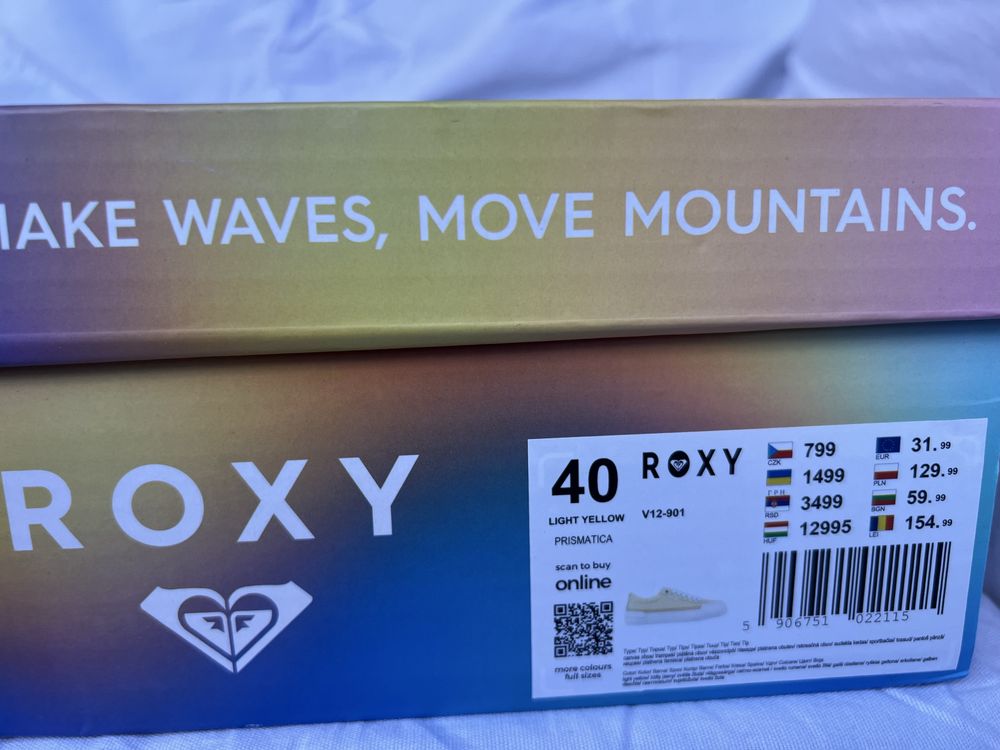 MAKE WAVES, MOVE MOUNTAINS.
ROXY
40
ROXY
LIGHT YELLOW
V12-901
PRISMATICA
scan to buy
online
more colours
full sizes
799
CZK
1499
ГРН
3499
RSD
12995
HUF
31.99
EUR
129.99
PLN
59.99
BGN
154.99
LEI
5 906751 022115